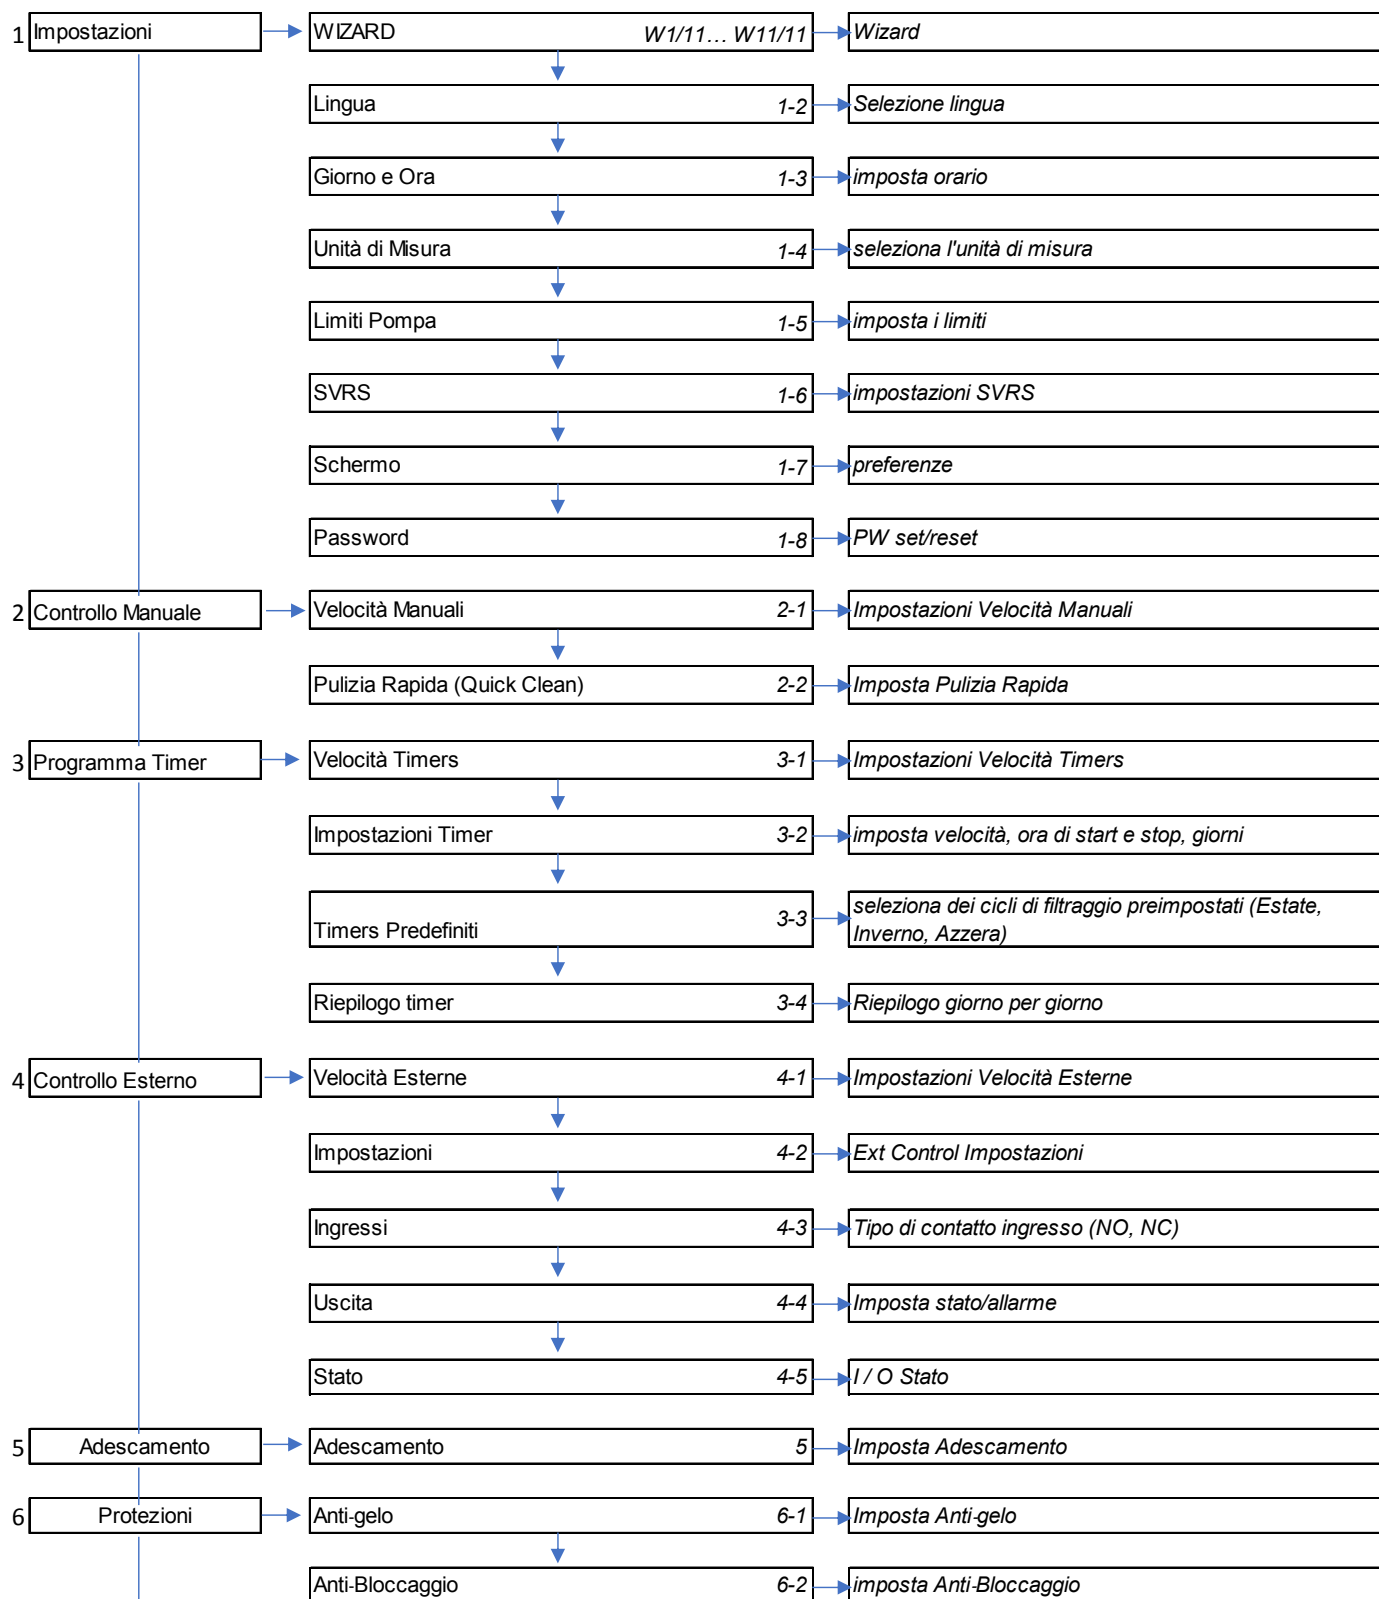 1 Impostazioni WIZARD W1/11… W11/11 Wizard
Lingua 1-2 Selezione lingua
Giorno e Ora 1-3 imposta orario
Unità di Misura 1-4 seleziona l'unità di misura
Limiti Pompa 1-5 imposta i limiti
SVRS 1-6 impostazioni SVRS
Schermo 1-7 preferenze
Password 1-8 PW set/reset
2 Controllo Manuale Velocità Manuali 2-1 Impostazioni Velocità Manuali
Pulizia Rapida (Quick Clean) 2-2 Imposta Pulizia Rapida
3 Programma Timer Velocità Timers 3-1 Impostazioni Velocità Timers
Impostazioni Timer 3-2 imposta velocità, ora di start e stop, giorni
Timers Predefiniti 3-3 seleziona dei cicli di filtraggio preimpostati (Estate,
Inverno, Azzera)
Riepilogo timer 3-4 Riepilogo giorno per giorno
4 Controllo Esterno Velocità Esterne 4-1 Impostazioni Velocità Esterne
Impostazioni 4-2 Ext Control Impostazioni
Ingressi 4-3 Tipo di contatto ingresso (NO, NC)
Uscita 4-4 Imposta stato/allarme
Stato 4-5 I / O Stato
5 Adescamento Adescamento 5 Imposta Adescamento
6 Protezioni Anti-gelo 6-1 Imposta Anti-gelo
Anti-Bloccaggio 6-2 imposta Anti-Bloccaggio